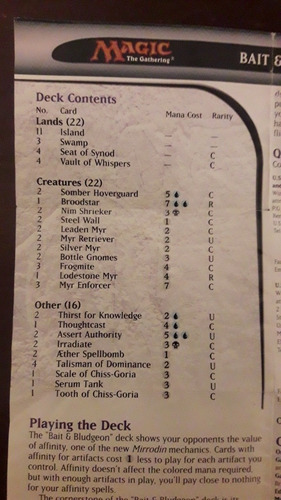 MAGIC
The Gathering®
BAIT &
Deck Contents
No. Card Mana Cost Rarity
Lands (22)
11 Island — —
3 Swamp — —
4 Seat of Synod — C
4 Vault of Whispers — C
Creatures (22)
2 Somber Hoverguard 5 C
1 Broodstar 7 R
2 Nim Shrieker 3 C
2 Steel Wall 1 C
2 Leaden Myr 2 C
2 Myr Retriever 2 U
2 Silver Myr 2 C
2 Bottle Gnomes 3 U
3 Frogmite 4 C
1 Lodestone Myr 4 R
3 Myr Enforcer 7 C
Other (16)
2 Thirst for Knowledge 2 U
1 Thoughtcast 4 C
2 Assert Authority 5 U
2 Irradiate 3 C
2 Æther Spellbomb 1 C
4 Talisman of Dominance 2 U
1 Scale of Chiss-Goria 3 C
1 Serum Tank 3 U
1 Tooth of Chiss-Goria 3 C
Playing the Deck
The "Bait & Bludgeon" deck shows your opponents the value
of affinity, one of the new Mirrodin mechanics. Cards with
affinity for artifacts cost 1 less to play for each artifact you
control. Affinity doesn't affect the colored mana required,
but with enough artifacts in play, you'll pay close to nothing
for your affinity spells.